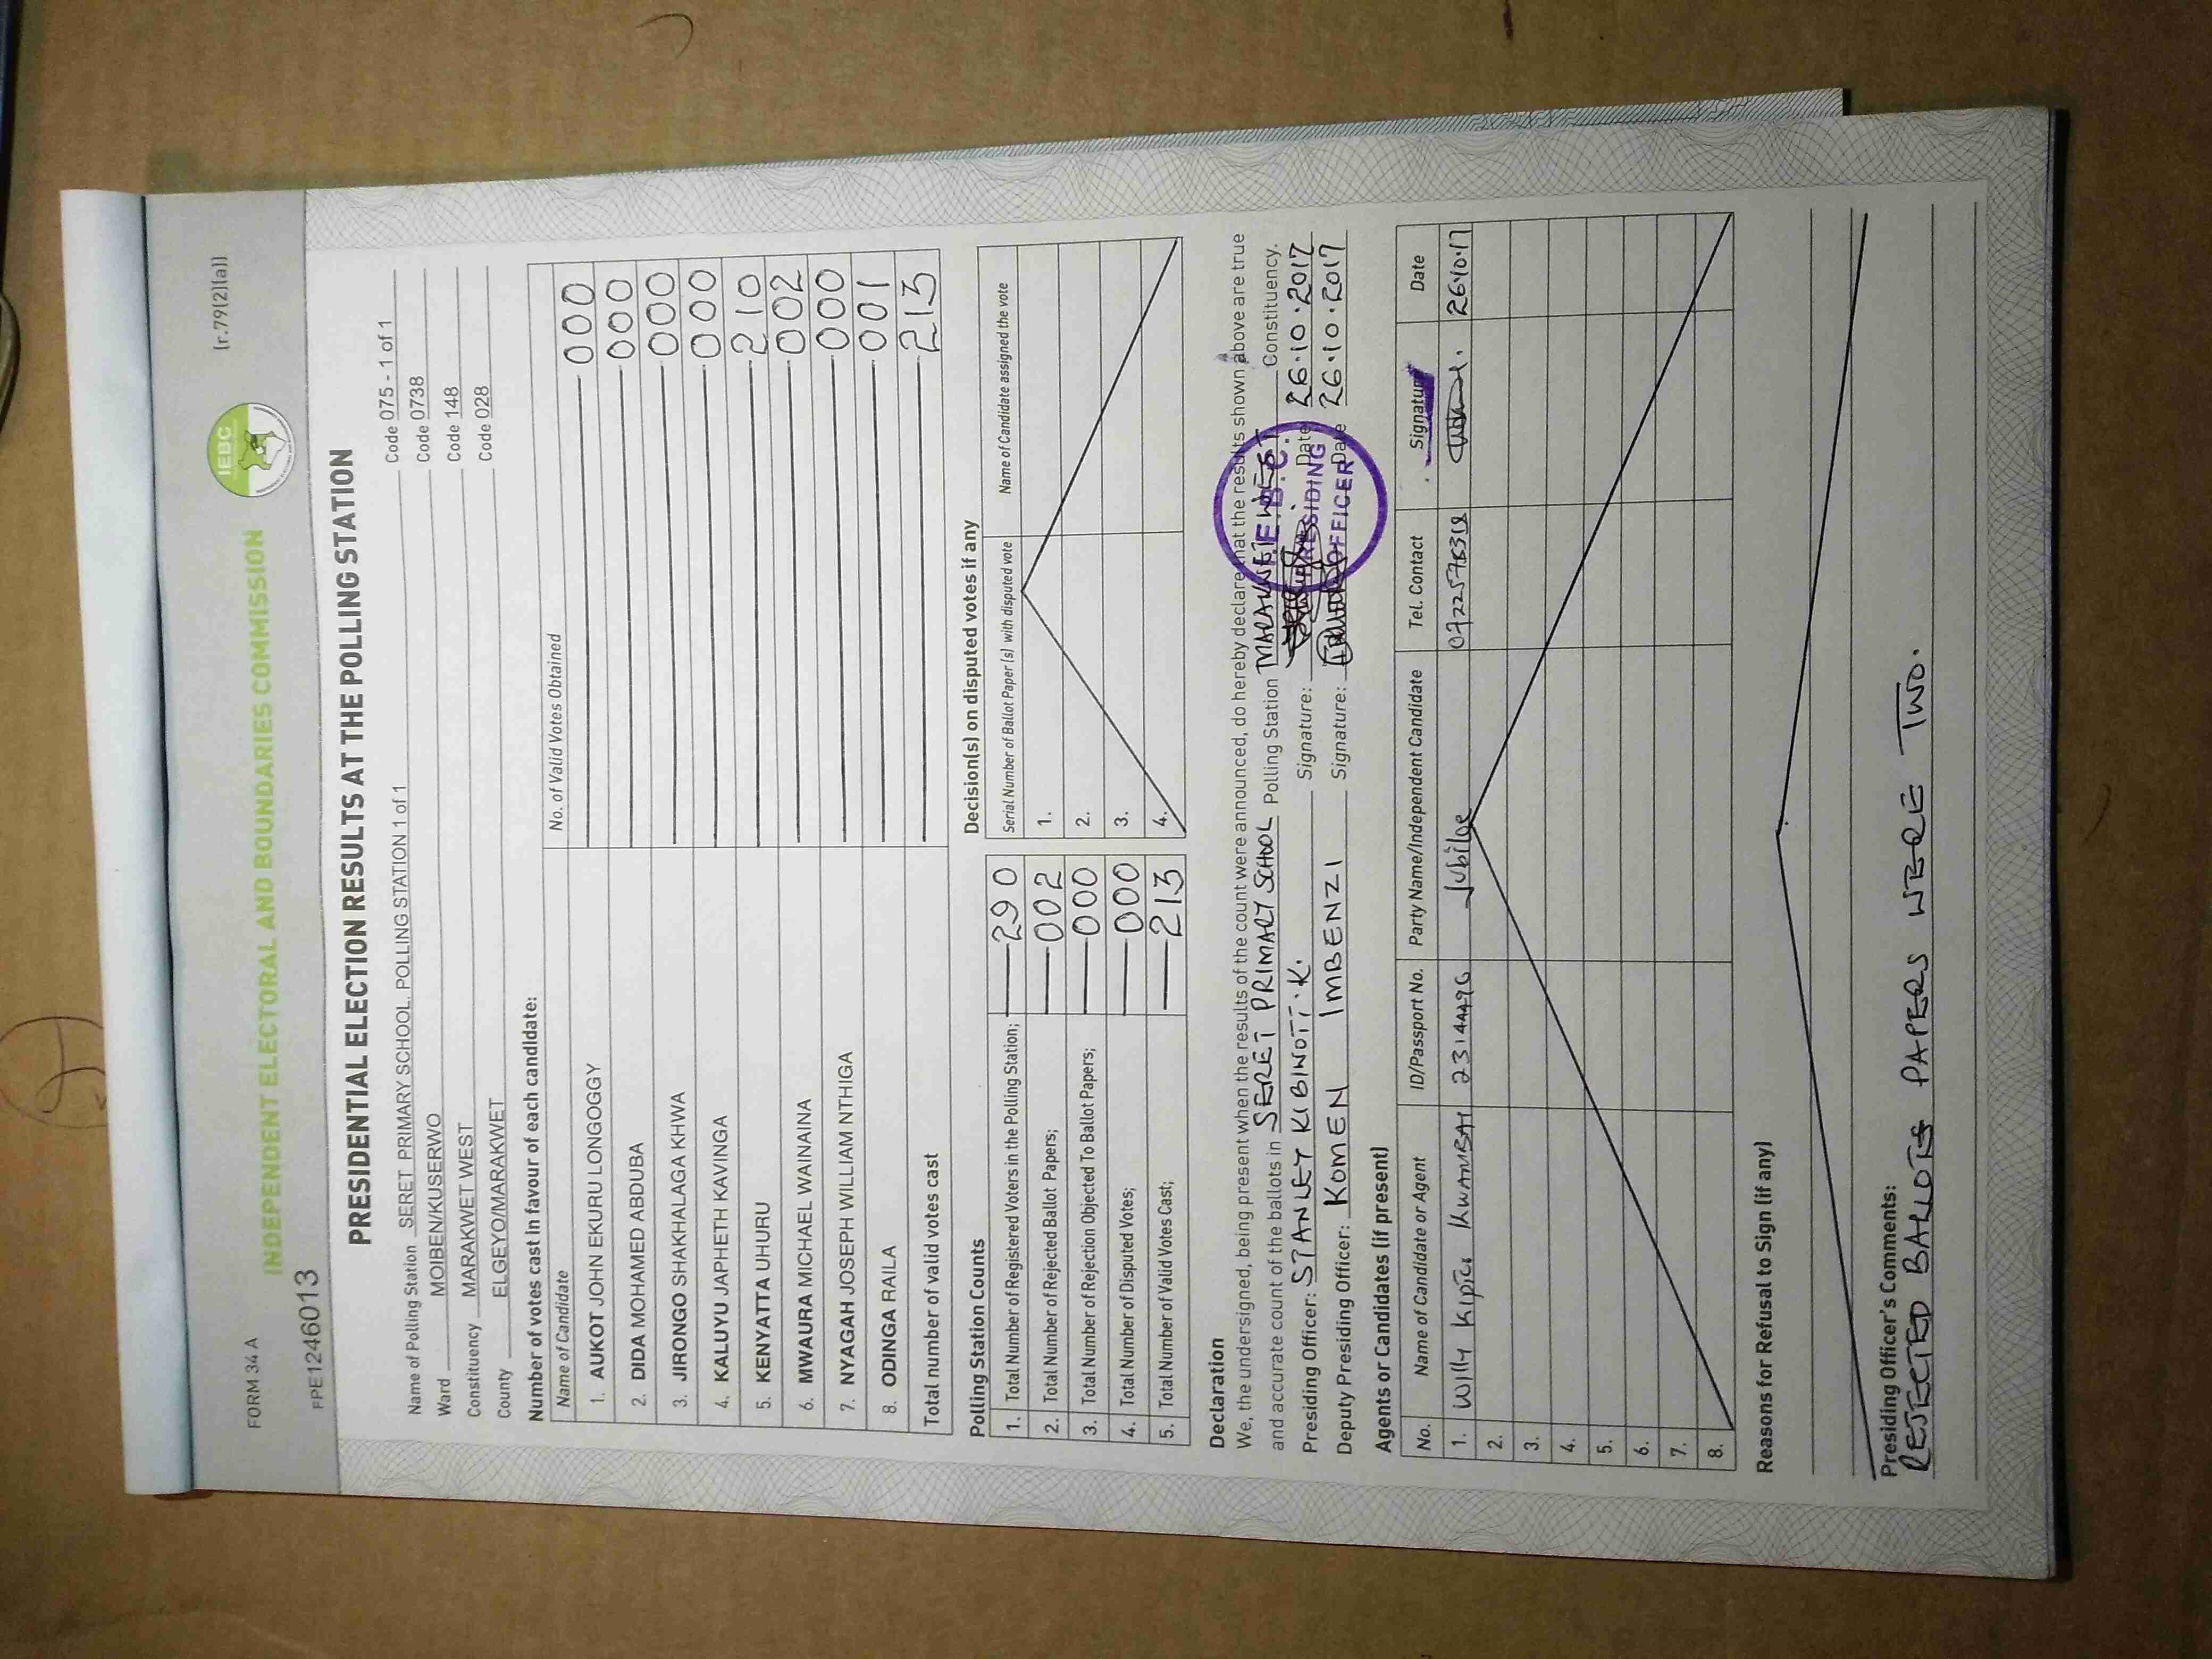 FORM 34 A
(r.79(2)(a))
INDEPENDENT ELECTORAL AND BOUNDARIES COMMISSION
IEBC
FPE1246013
PRESIDENTIAL ELECTION RESULTS AT THE POLLING STATION
Name of Polling Station SERET PRIMARY SCHOOL, POLLING STATION 1 of 1 Code 075 - 1 of 1
Ward MOIBEN/KUSERWO Code 0738
Constituency MARAKWET WEST Code 148
County ELGEYO/MARAKWET Code 028
Number of votes cast in favour of each candidate:
Name of Candidate No. of Valid Votes Obtained
1. AUKOT JOHN EKURU LONGOGGY 000
2. DIDA MOHAMED ABDUBA 000
3. JIRONGO SHAKHALAGA KHWA 000
4. KALUYU JAPHETH KAVINGA 000
5. KENYATTA UHURU 210
6. MWAURA MICHAEL WAINAINA 002
7. NYAGAH JOSEPH WILLIAM NTHIGA 000
8. ODINGA RAILA 001
Total number of valid votes cast 213
Polling Station Counts
1. Total Number of Registered Voters in the Polling Station; 290
2. Total Number of Rejected Ballot Papers; 002
3. Total Number of Rejection Objected To Ballot Papers; 000
4. Total Number of Disputed Votes; 000
5. Total Number of Valid Votes Cast; 213
Decision(s) on disputed votes if any
Serial Number of Ballot Paper(s) with disputed vote Name of Candidate assigned the vote
1.
2.
3.
4.
Declaration
We, the undersigned, being present when the results of the count were announced, do hereby declare that the results shown above are true
and accurate count of the ballots in SERET PRIMARY SCHOOL Polling Station MARAKWET WEST Constituency.
Presiding Officer: STANLEY KIBINOTT. K. Signature: Date 26.10.2017
Deputy Presiding Officer: KOMEN IMBENZI Signature: Date 26.10.2017
I.E.B.C.
PRESIDING
OFFICER
Agents or Candidates (if present)
No. Name of Candidate or Agent ID/Passport No. Party Name/Independent Candidate Tel. Contact Signature Date
1. Willy Kipico Kwambai 23144496 Jubilee 26.10.17
2.
3.
4.
5.
6.
7.
8.
Reasons for Refusal to Sign (if any)
Presiding Officer's Comments:
REJECTED BALLOTS PAPERS WERE TWO.